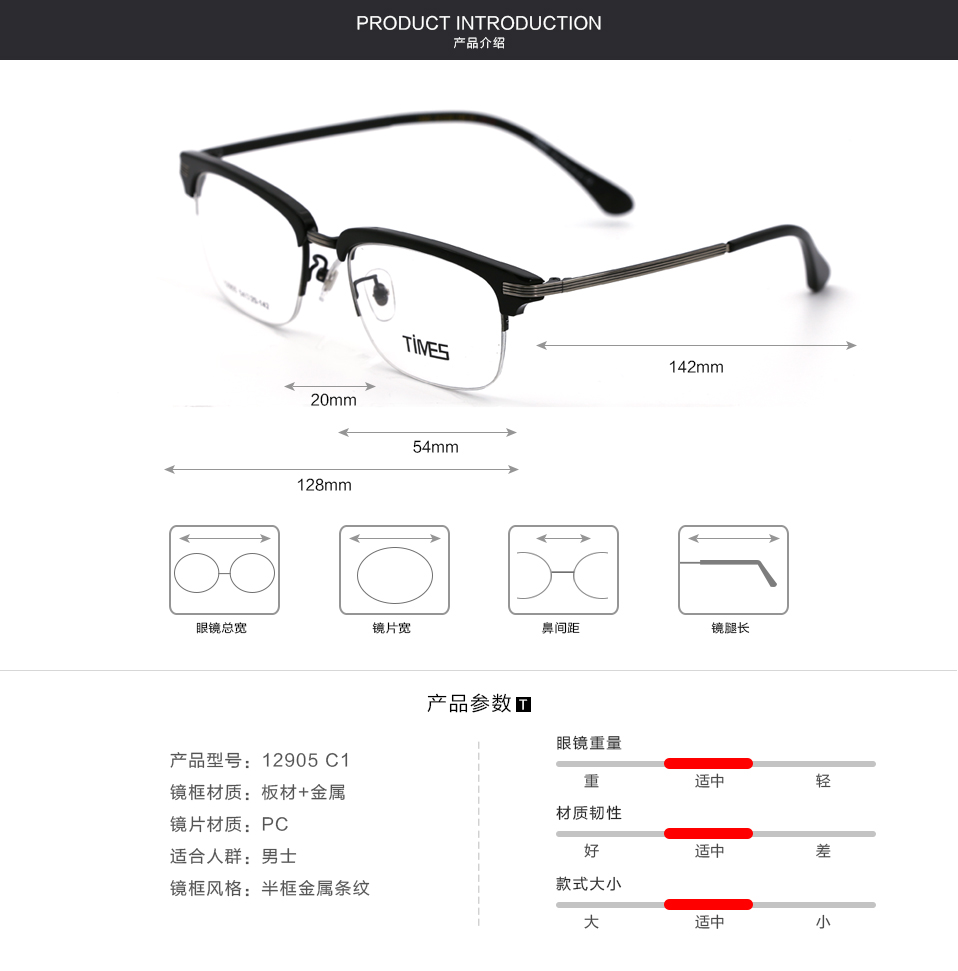 PRODUCT INTRODUCTION
产品介绍
TiMES
142mm
20mm
54mm
128mm
眼镜总宽
镜片宽
鼻间距
镜腿长
产品参数 T
产品型号：12905 C1
镜框材质：板材+金属
镜片材质：PC
适合人群：男士
镜框风格：半框金属条纹
眼镜重量
重 适中 轻
材质韧性
好 适中 差
款式大小
大 适中 小